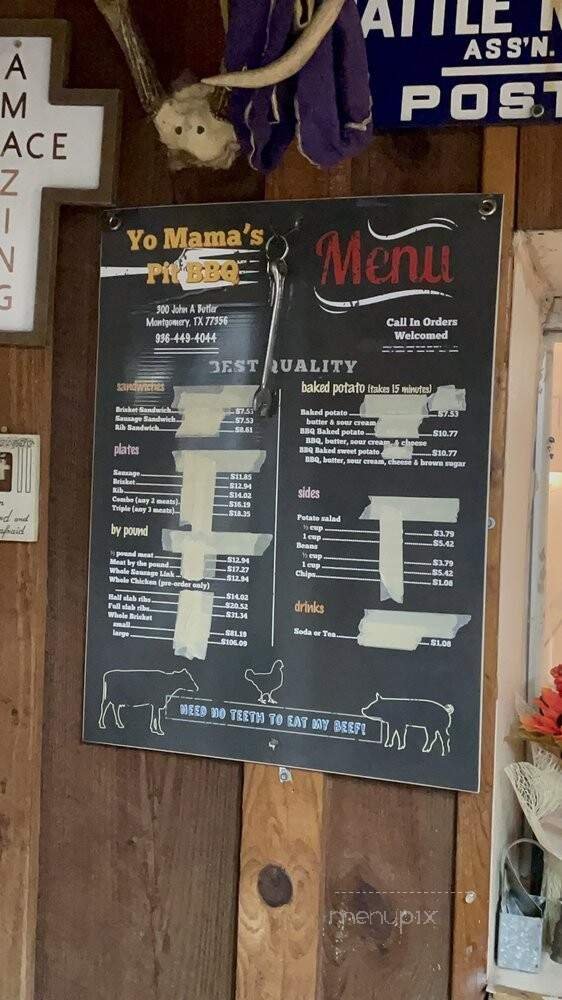 A
M
AACE
Z
I
N
G
ATTLE
ASS'N.
POST
Yo Mama's
Pit BBQ
300 John A Butler
Montgomery, TX 77356
936-449-4044
Menu
Call In Orders
Welcomed
BEST QUALITY
sandwiches
Brisket Sandwich $7.53
Sausage Sandwich $7.53
Rib Sandwich $8.61
plates
Sausage $11.85
Brisket $12.94
Rib $14.02
Combo (any 2 meats) $16.19
Triple (any 3 meats) $18.35
by pound
½ pound meat $12.94
Meat by the pound $17.27
Whole Sausage Link $12.94
Whole Chicken (pre-order only)
Half slab ribs $14.02
Full slab ribs $20.52
Whole Brisket $31.34
small
large $81.19
$106.09
baked potato (takes 15 minutes)
Baked potato $7.53
butter & sour cream
BBQ Baked potato $10.77
BBQ, butter, sour cream, & cheese
BBQ Baked sweet potato $10.77
BBQ, butter, sour cream, cheese & brown sugar
sides
Potato salad
½ cup $3.79
1 cup $5.42
Beans
½ cup $3.79
1 cup $5.42
Chips $1.08
drinks
Soda or Tea $1.08
NEED NO TEETH TO EAT MY BEEF!
menupix